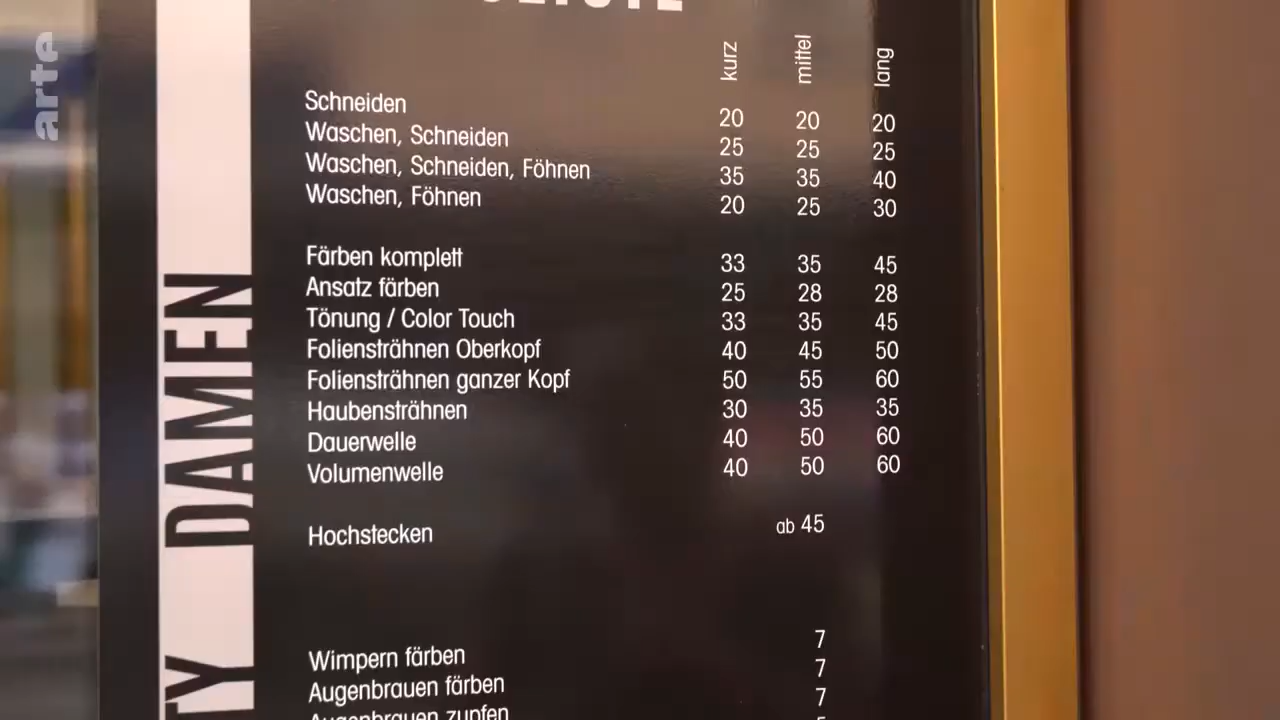 arte
kurz mittel lang
Schneiden 20 20 20
Waschen, Schneiden 25 25 25
Waschen, Schneiden, Föhnen 35 35 40
Waschen, Föhnen 20 25 30
DAMEN
Färben komplett 33 35 45
Ansatz färben 25 28 28
Tönung / Color Touch 33 35 45
Foliensträhnen Oberkopf 40 45 50
Foliensträhnen ganzer Kopf 50 55 60
Haubensträhnen 30 35 35
Dauerwelle 40 50 60
Volumenwelle 40 50 60
Hochstecken ab 45
Wimpern färben 7
Augenbrauen färben 7
Augenbrauen zupfen 7